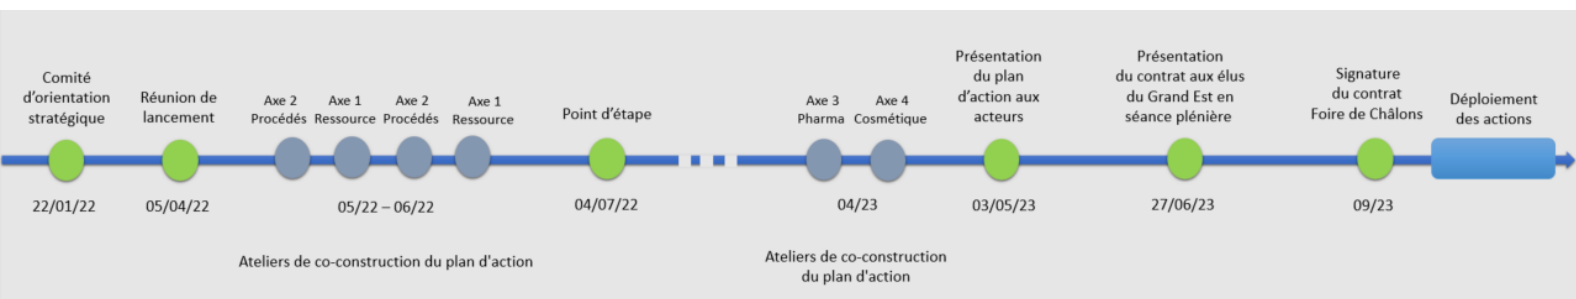 Comité
d'orientation
stratégique
Réunion de
lancement
Axe 2
Procédés
Axe 1
Ressource
Axe 2
Procédés
Axe 1
Ressource
Point d'étape
Axe 3
Pharma
Axe 4
Cosmétique
Présentation
du plan
d'action aux
acteurs
Présentation
du contrat aux élus
du Grand Est en
séance plénière
Signature
du contrat
Foire de Châlons
Déploiement
des actions
22/01/22
05/04/22
05/22 – 06/22
04/07/22
04/23
03/05/23
27/06/23
09/23
Ateliers de co-construction du plan d'action
Ateliers de co-construction
du plan d'action